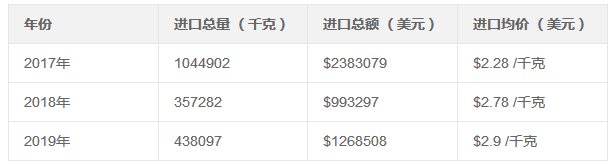 年份 进口总量（千克） 进口总额（美元） 进口均价（美元）
2017年 1044902 $2383079 $2.28 /千克
2018年 357282 $993297 $2.78 /千克
2019年 438097 $1268508 $2.9 /千克